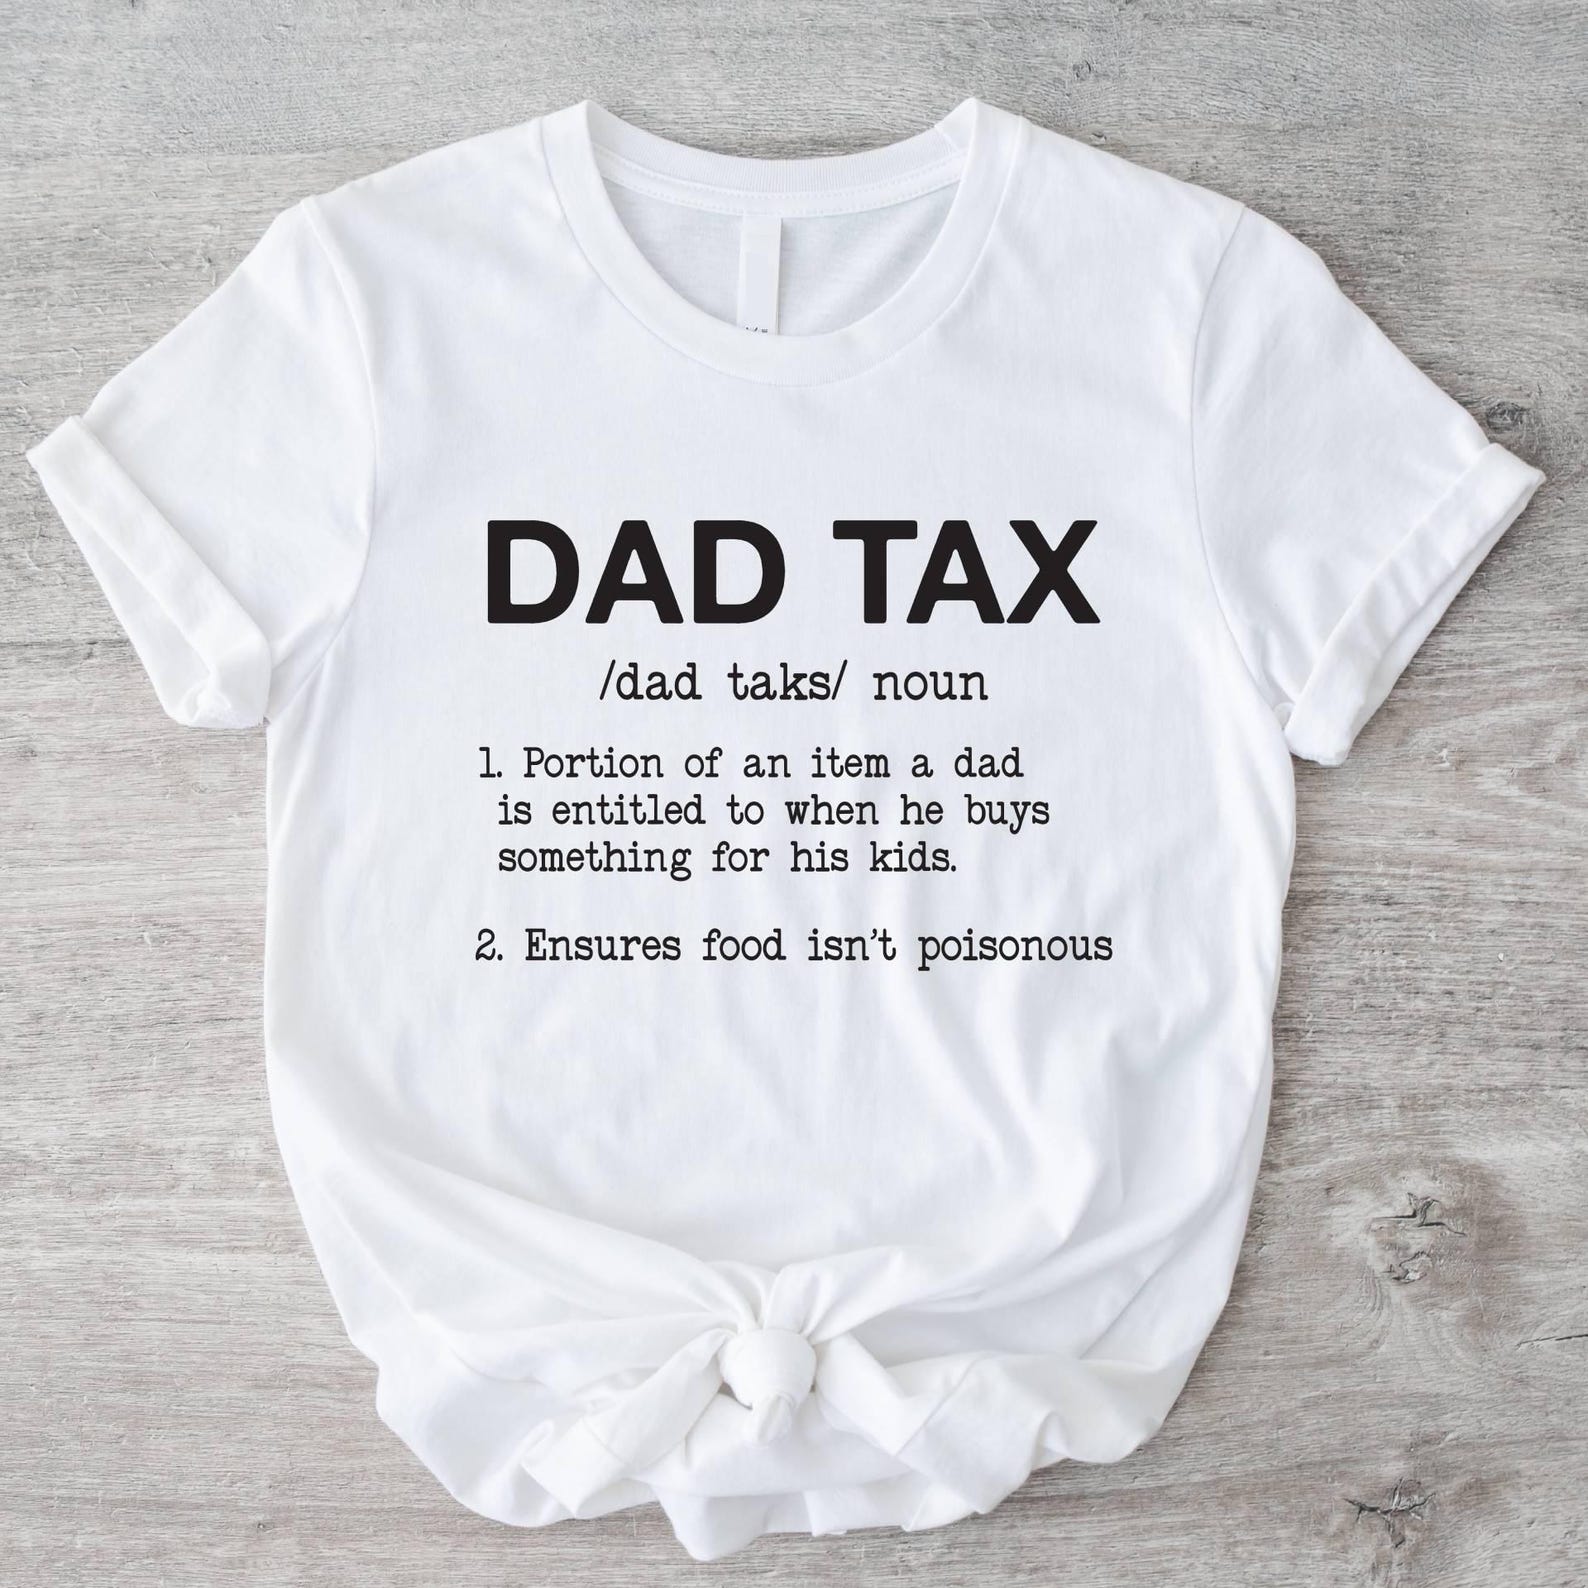 DAD TAX
/dad taks/ noun
1. Portion of an item a dad
is entitled to when he buys
something for his kids.
2. Ensures food isn't poisonous